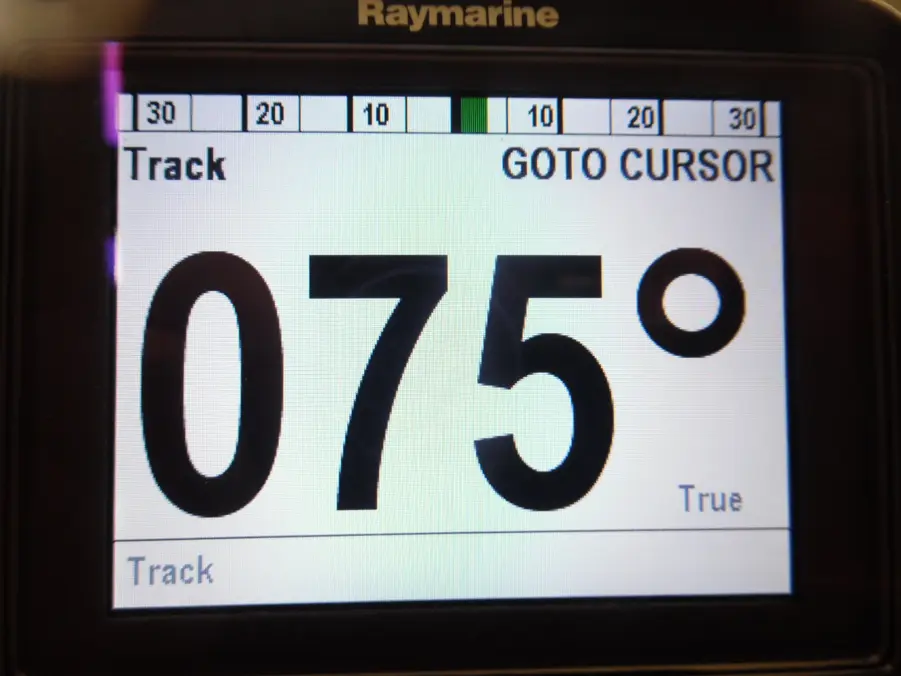 Raymarine
30 20 10 10 20 30
Track GOTO CURSOR
075°
True
Track